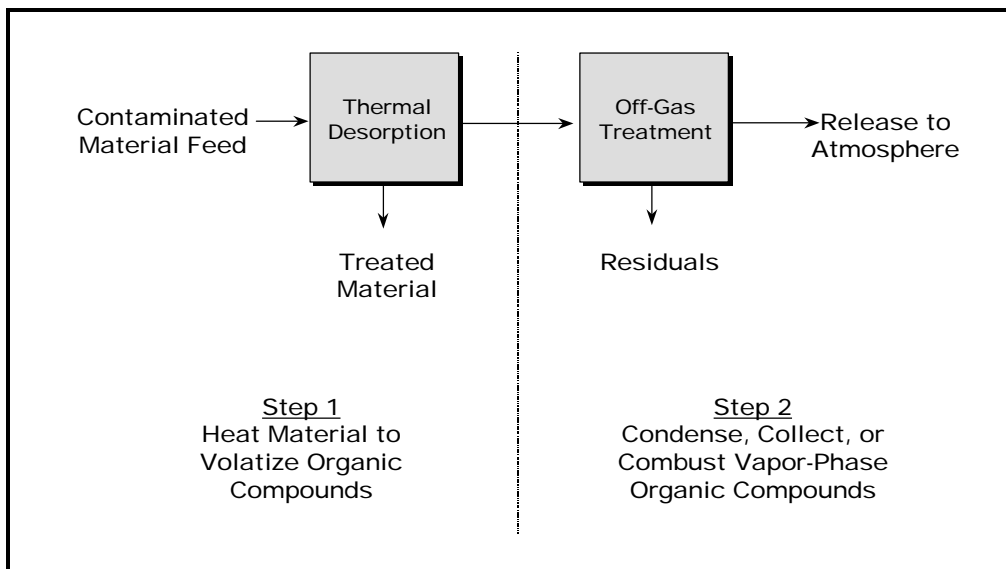 Contaminated
Material Feed
Thermal
Desorption
Off-Gas
Treatment
Release to
Atmosphere
Treated
Material
Residuals
Step 1
Heat Material to
Volatize Organic
Compounds
Step 2
Condense, Collect, or
Combust Vapor-Phase
Organic Compounds